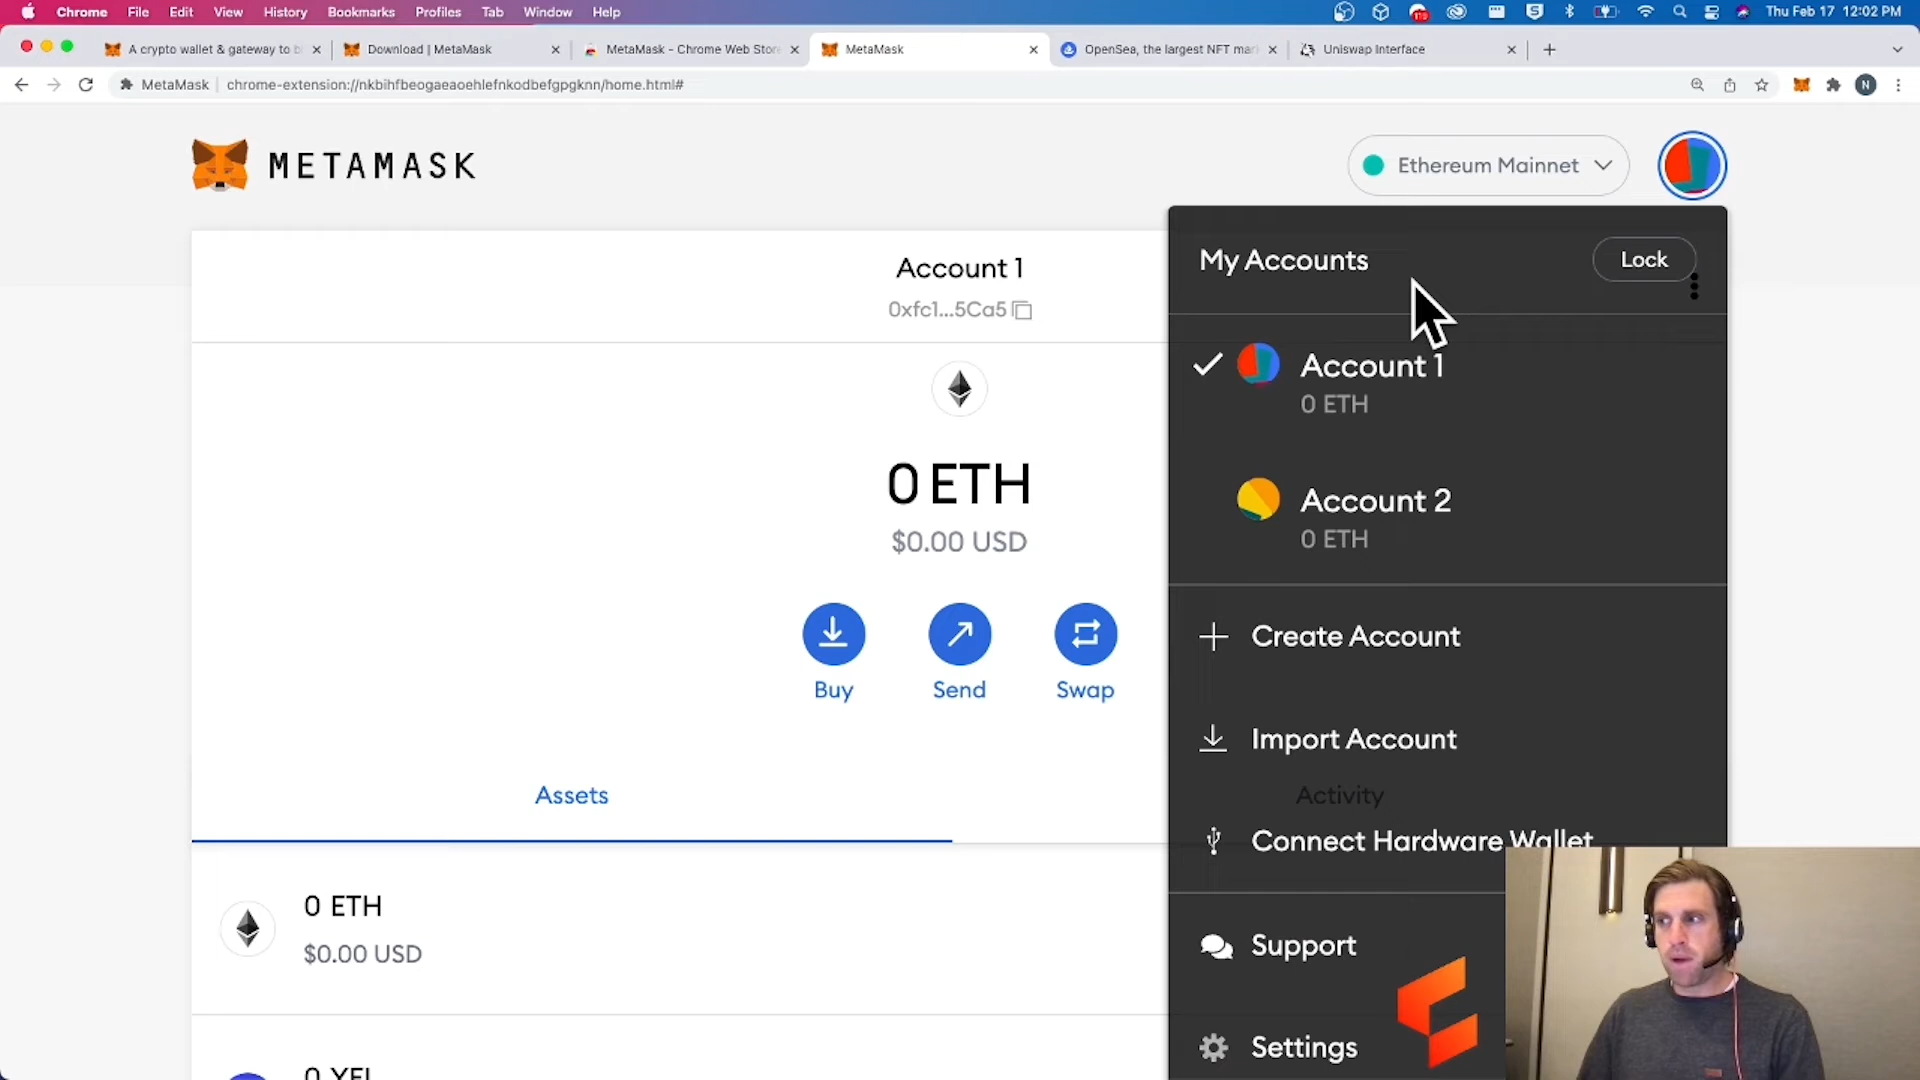 Chrome File Edit View History Bookmarks Profiles Tab Window Help
Thu Feb 17 12:02 PM
A crypto wallet & gateway to b
Download | MetaMask
MetaMask - Chrome Web Store
MetaMask
OpenSea, the largest NFT mar
Uniswap Interface
MetaMask
chrome-extension://nkbihfbeogaeaoehlefnkodbefgpgknn/home.html#
N
METAMASK
Ethereum Mainnet
My Accounts
Lock
Account 1
0xfc1...5Ca5
Account 1
0 ETH
0 ETH
$0.00 USD
Account 2
0 ETH
Buy
Send
Swap
Create Account
Import Account
Assets
Activity
Connect Hardware Wallet
0 ETH
$0.00 USD
Support
Settings